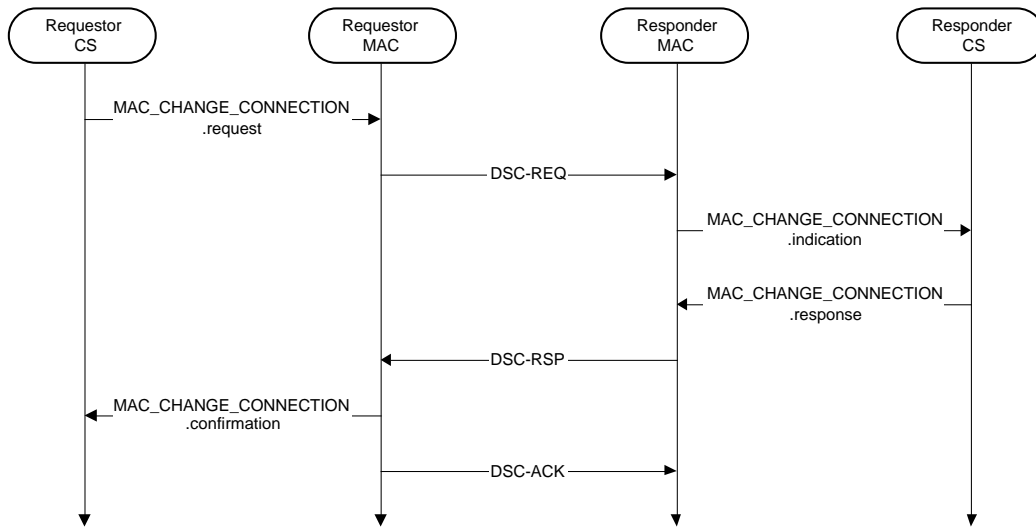 Requestor
CS
Requestor
MAC
Responder
MAC
Responder
CS
MAC_CHANGE_CONNECTION
.request
DSC-REQ
MAC_CHANGE_CONNECTION
.indication
MAC_CHANGE_CONNECTION
.response
DSC-RSP
MAC_CHANGE_CONNECTION
.confirmation
DSC-ACK